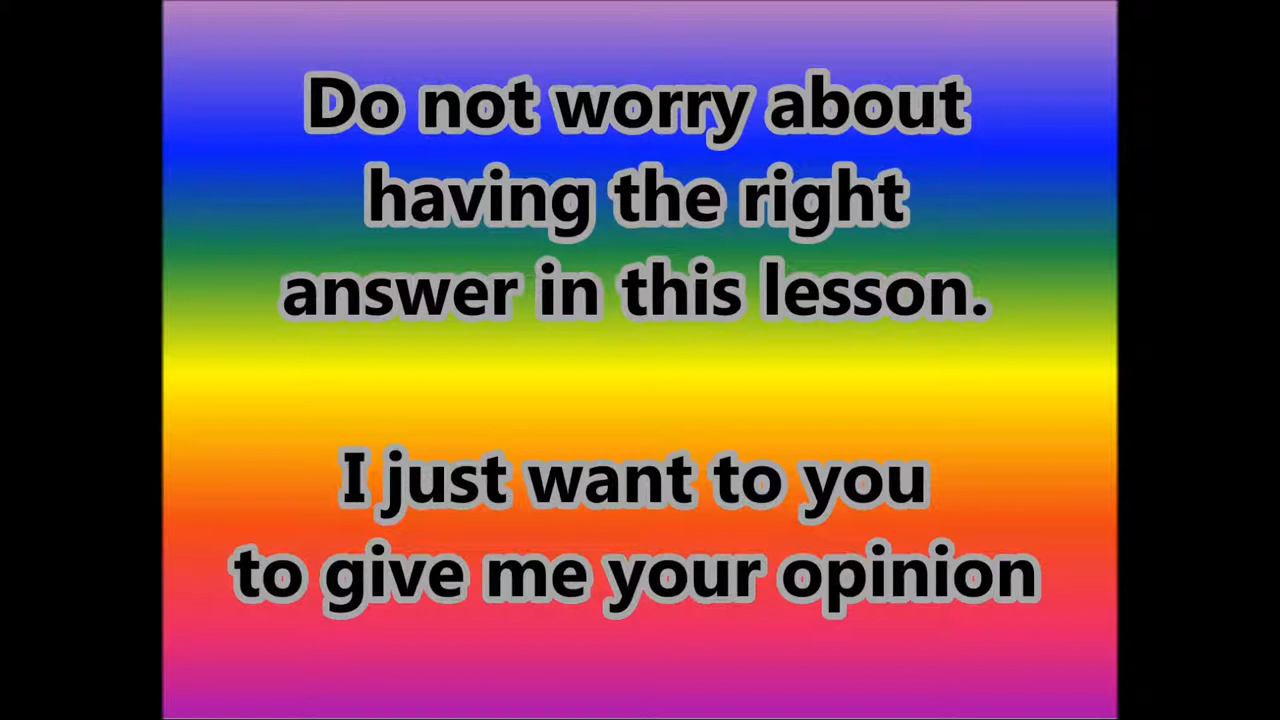 Do not worry about
having the right
answer in this lesson.
I just want to you
to give me your opinion